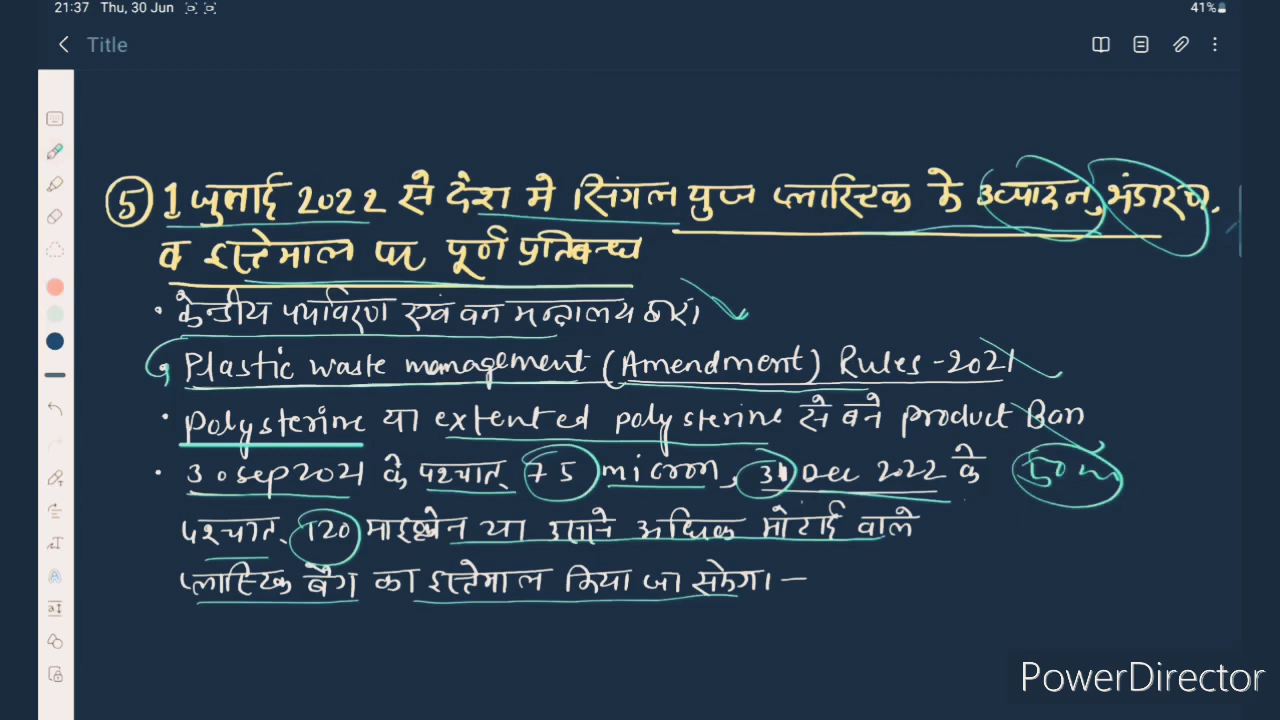 21:37 Thu, 30 Jun
41%
Title
⑤ 1 जुलाई 2022 से देश मे सिंगल युज प्लास्टिक के उत्पादन, भंडारण,
व इस्तेमाल पर पूर्ण प्रतिबन्ध
• केन्द्रीय पर्यावरण एवं वन मन्त्रालय द्वारा
Plastic waste management (Amendment) Rules - 2021
• polysterine या extented polysterine से बने product Ban
• 30 Sep 2021 के पश्चात् 75 micron, 31 Dec 2022 के 50 m
पश्चात् 120 माइक्रोन या उससे अधिक मोटाई वाले
प्लास्टिक बैग का इस्तेमाल किया जा सकेगा। –
PowerDirector